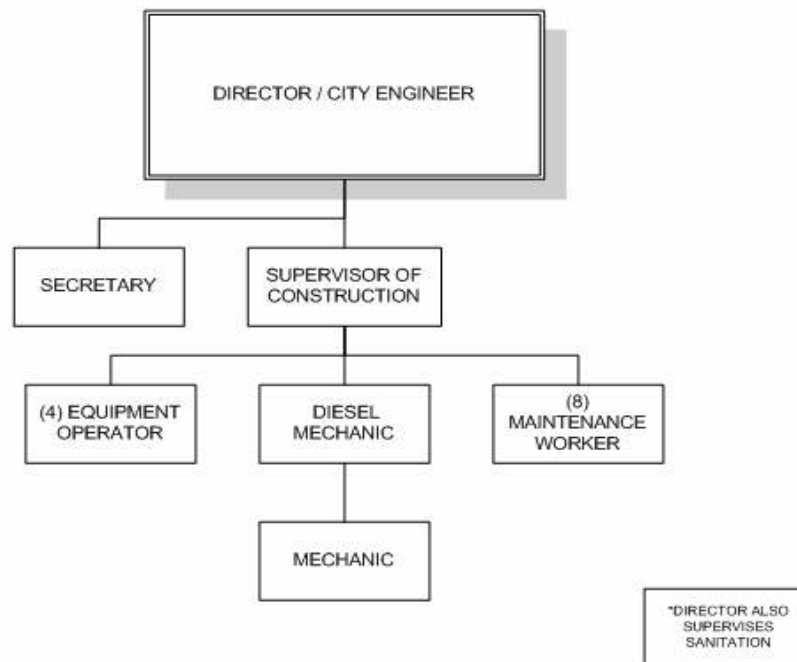 DIRECTOR / CITY ENGINEER
SECRETARY
SUPERVISOR OF
CONSTRUCTION
(4) EQUIPMENT
OPERATOR
DIESEL
MECHANIC
(8)
MAINTENANCE
WORKER
MECHANIC
*DIRECTOR ALSO
SUPERVISES
SANITATION